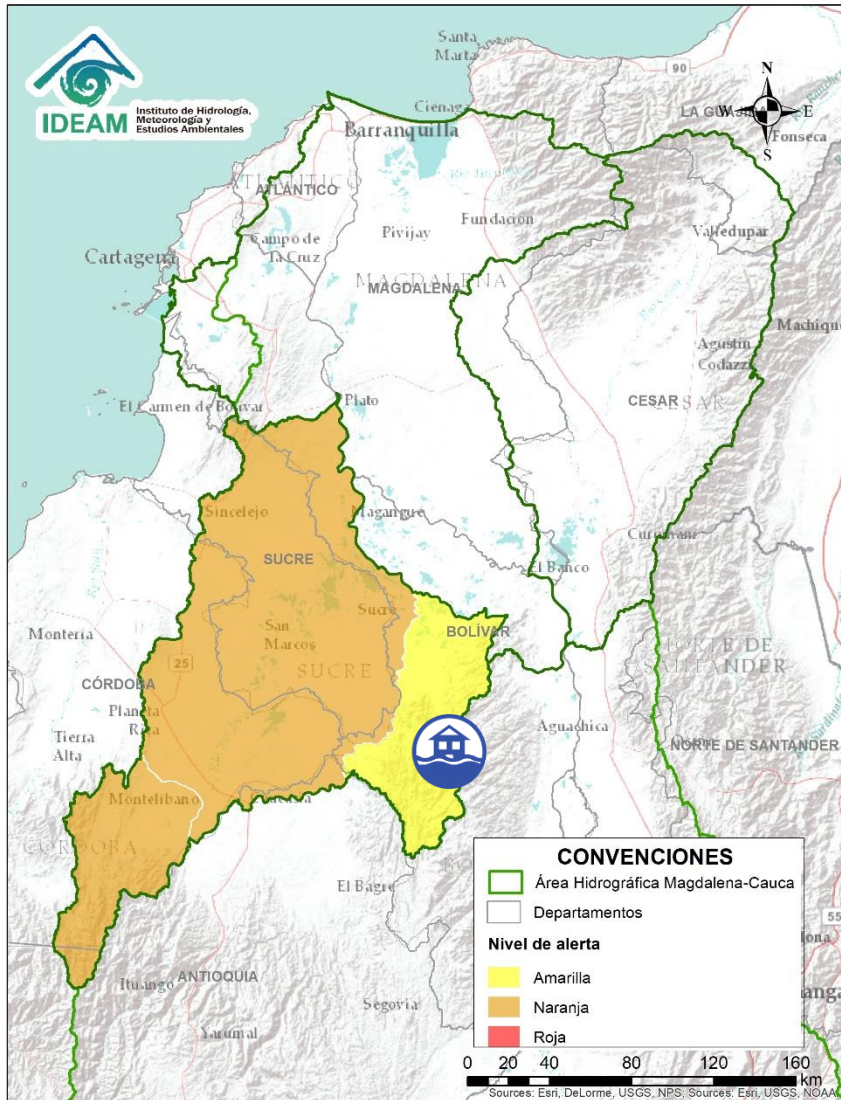 IDEAM
Instituto de Hidrología,
Meteorología y
Estudios Ambientales
Santa
Marta
90
N
W
E
S
LA GUAJIRA
Fonseca
Ciénaga
Barranquilla
ATLÁNTICO
ATLÁNTICO
Fundación
Pivijay
Valledupar
Campo de
la Cruz
Cartagena
MAGDALENA
MAGDALENA
Machique
Agustín
Codazzi
CESAR
CESAR
El Carmen de Bolívar
Plato
Sincelejo
Magangué
Curumaní
SUCRE
El Banco
Sucre
San
Marcos
BOLÍVAR
Montería
SUCRE
25
NORTE DE
SANTANDER
CÓRDOBA
Planeta
Rica
Tierra
Alta
Aguachica
NORTE DE SANTANDER
Montelíbano
CÓRDOBA
El Bagre
Ituango
ANTIOQUIA
Segovia
Yarumal
CONVENCIONES
Área Hidrográfica Magdalena-Cauca
Departamentos
Nivel de alerta
Amarilla
Naranja
Roja
55
0 20 40 80 120 160
km
Sources: Esri, DeLorme, USGS, NPS; Sources: Esri, USGS, NOAA